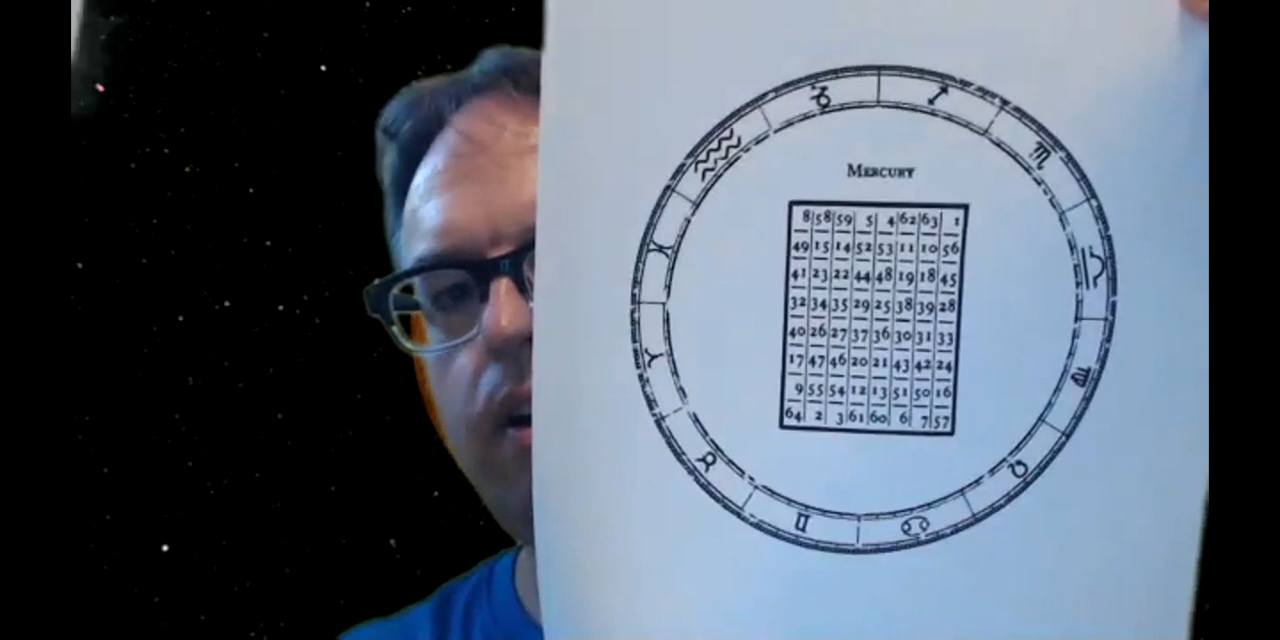 ♑ ♐
♒ ♏
MERCURY
8 58 59 5 4 62 63 1
49 15 14 52 53 11 10 56
♓ ♎
41 23 22 44 48 19 18 45
32 34 35 29 25 38 39 28
40 26 27 37 36 30 31 33
♈ ♍
17 47 46 20 21 43 42 24
9 55 54 12 13 51 50 16
64 2 3 61 60 6 7 57
♉ ♌
♊ ♋